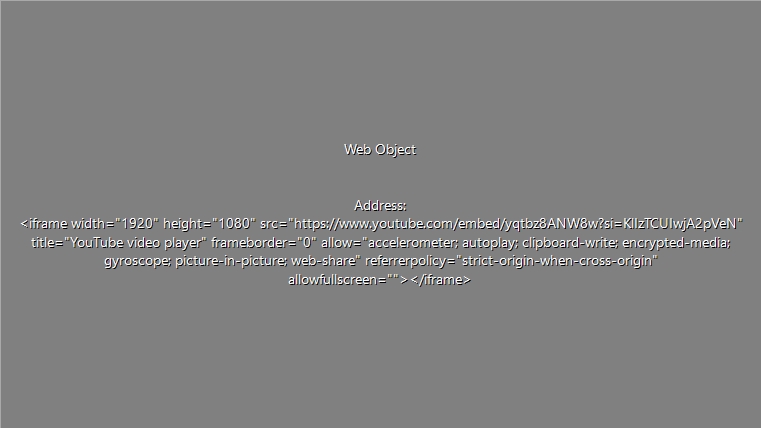 Web Object
Address:
<iframe width="1920" height="1080" src="https://www.youtube.com/embed/yqtbz8ANW8w?si=KlIzTCUIwjA2pVeN"
title="YouTube video player" frameborder="0" allow="accelerometer; autoplay; clipboard-write; encrypted-media;
gyroscope; picture-in-picture; web-share" referrerpolicy="strict-origin-when-cross-origin"
allowfullscreen=""></iframe>